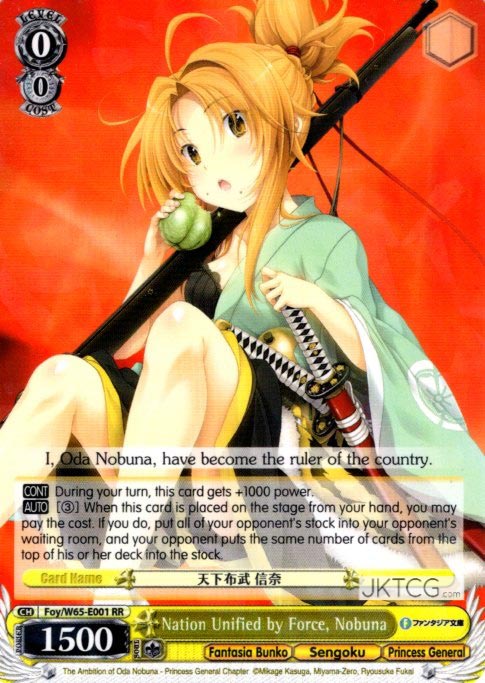 LEVEL
0
0
COST
I, Oda Nobuna, have become the ruler of the country.
CONT During your turn, this card gets +1000 power.
AUTO [③] When this card is placed on the stage from your hand, you may
pay the cost. If you do, put all of your opponent's stock into your opponent's
waiting room, and your opponent puts the same number of cards from
the top of his or her deck into the stock.
Card Name 天下布武 信奈
JKTCG.com
CH Foy/W65-E001 RR
Nation Unified by Force, Nobuna
ファンタジア文庫
POWER 1500 SOUL
Fantasia Bunko Sengoku Princess General
The Ambition of Oda Nobuna - Princess General Chapter ©Mikage Kasuga, Miyama-Zero, Ryousuke Fukai